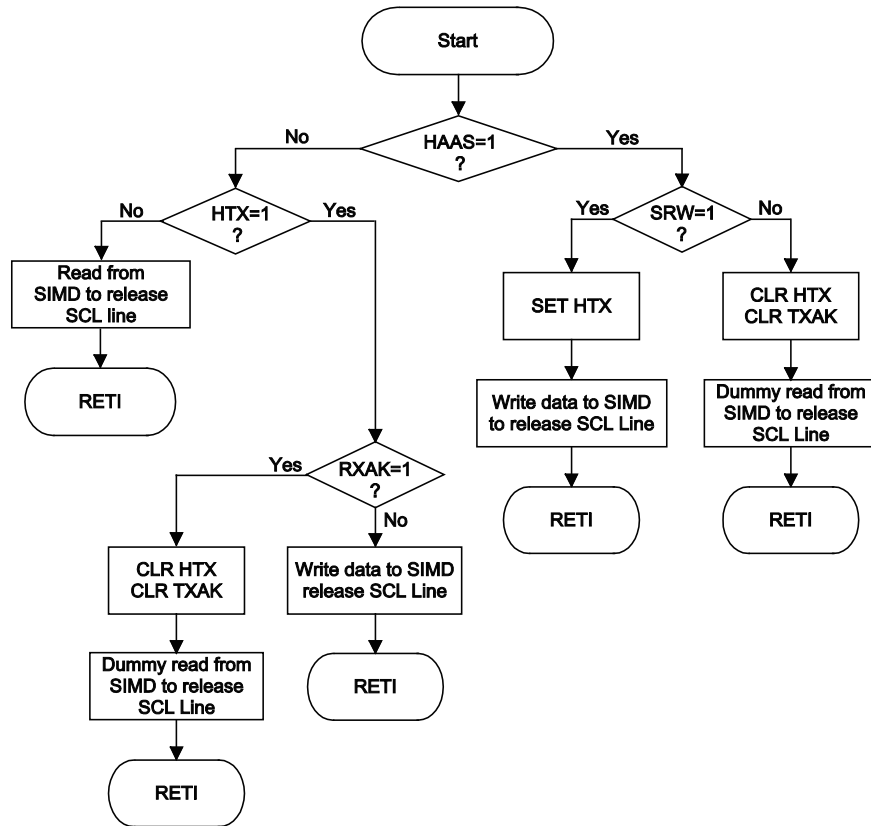 Start
HAAS=1
?
No
Yes
HTX=1
?
No
Yes
SRW=1
?
Yes
No
Read from
SIMD to release
SCL line
SET HTX
CLR HTX
CLR TXAK
RETI
Write data to SIMD
to release SCL Line
Dummy read from
SIMD to release
SCL Line
RXAK=1
?
Yes
No
RETI
RETI
CLR HTX
CLR TXAK
Write data to SIMD
release SCL Line
Dummy read from
SIMD to release
SCL Line
RETI
RETI